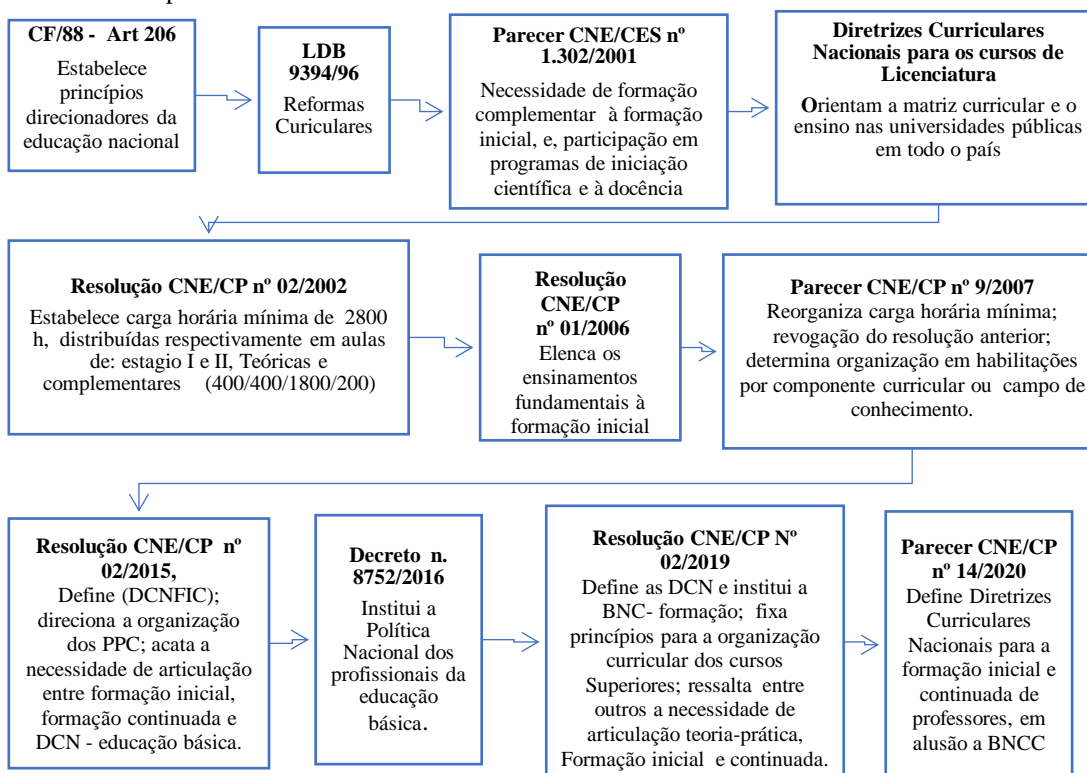 CF/88 - Art 206
Estabelece
princípios
direcionadores da
educação nacional
LDB
9394/96
Reformas
Curiculares
Parecer CNE/CES nº
1.302/2001
Necessidade de formação
complementar à formação
inicial, e, participação em
programas de iniciação
científica e à docência
Diretrizes Curriculares
Nacionais para os cursos de
Licenciatura
Orientam a matriz curricular e o
ensino nas universidades públicas
em todo o país
Resolução CNE/CP nº 02/2002
Estabelece carga horária mínima de 2800
h, distribuídas respectivamente em aulas
de: estagio I e II, Teóricas e
complementares (400/400/1800/200)
Resolução
CNE/CP
nº 01/2006
Elenca os
ensinamentos
fundamentais à
formação inicial
Parecer CNE/CP nº 9/2007
Reorganiza carga horária mínima;
revogação do resolução anterior;
determina organização em habilitações
por componente curricular ou campo de
conhecimento.
Resolução CNE/CP nº
02/2015,
Define (DCNFIC);
direciona a organização
dos PPC; acata a
necessidade de articulação
entre formação inicial,
formação continuada e
DCN - educação básica.
Decreto n.
8752/2016
Institui a
Política
Nacional dos
profissionais da
educação
básica.
Resolução CNE/CP Nº
02/2019
Define as DCN e institui a
BNC- formação; fixa
princípios para a organização
curricular dos cursos
Superiores; ressalta entre
outros a necessidade de
articulação teoria-prática,
Formação inicial e continuada.
Parecer CNE/CP
nº 14/2020
Define Diretrizes
Curriculares
Nacionais para a
formação inicial e
continuada de
professores, em
alusão a BNCC